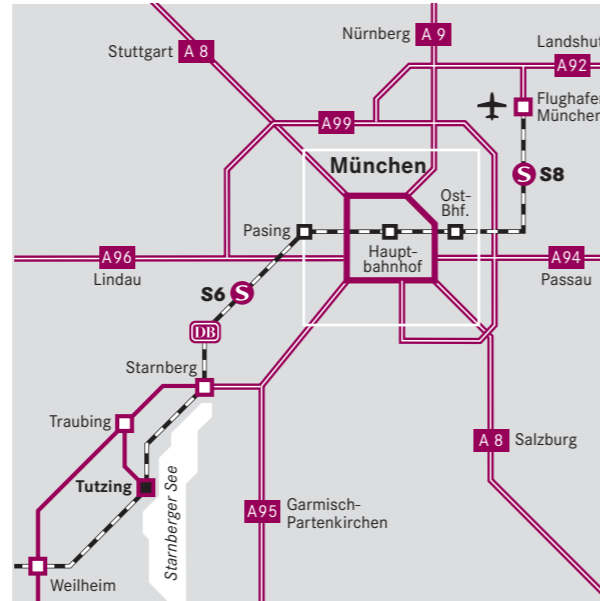 Nürnberg
A 9
Stuttgart
A 8
Landshut
A92
Flughafen
München
A99
München
S
S8
Ost-
Bhf.
Pasing
Haupt-
bahnhof
A96
Lindau
A94
Passau
S6
S
DB
Starnberg
Traubing
A 8
Salzburg
Tutzing
Starnberger See
A95
Garmisch-
Partenkirchen
Weilheim